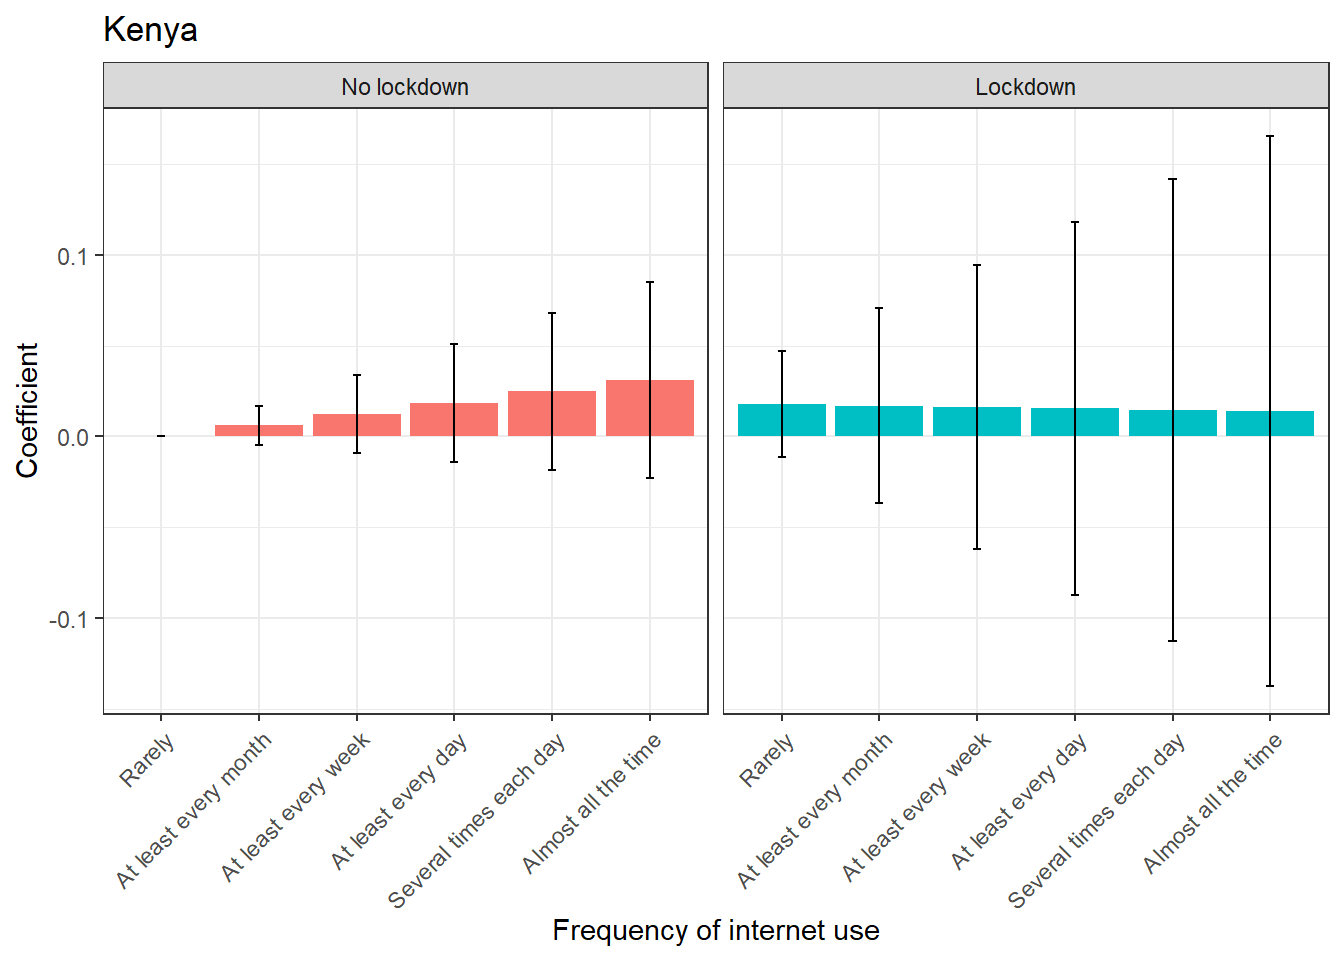 Kenya
No lockdown
Lockdown
Coefficient
0.1
0.0
-0.1
Rarely
At least every month
At least every week
At least every day
Several times each day
Almost all the time
Rarely
At least every month
At least every week
At least every day
Several times each day
Almost all the time
Frequency of internet use